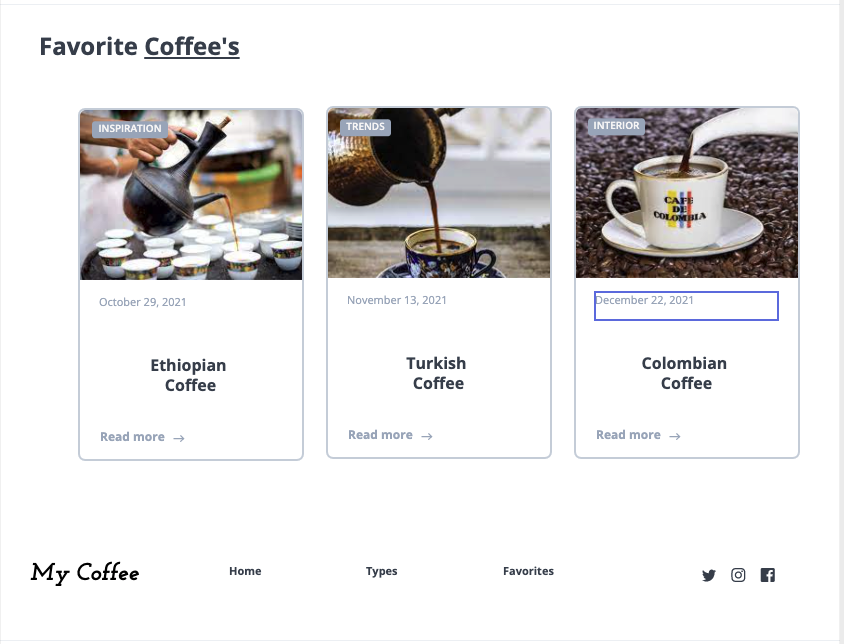 Favorite Coffee's
INSPIRATION
TRENDS
INTERIOR
CAFE
DE
COLOMBIA
October 29, 2021
November 13, 2021
December 22, 2021
Ethiopian
Coffee
Turkish
Coffee
Colombian
Coffee
Read more →
Read more →
Read more →
My Coffee
Home
Types
Favorites